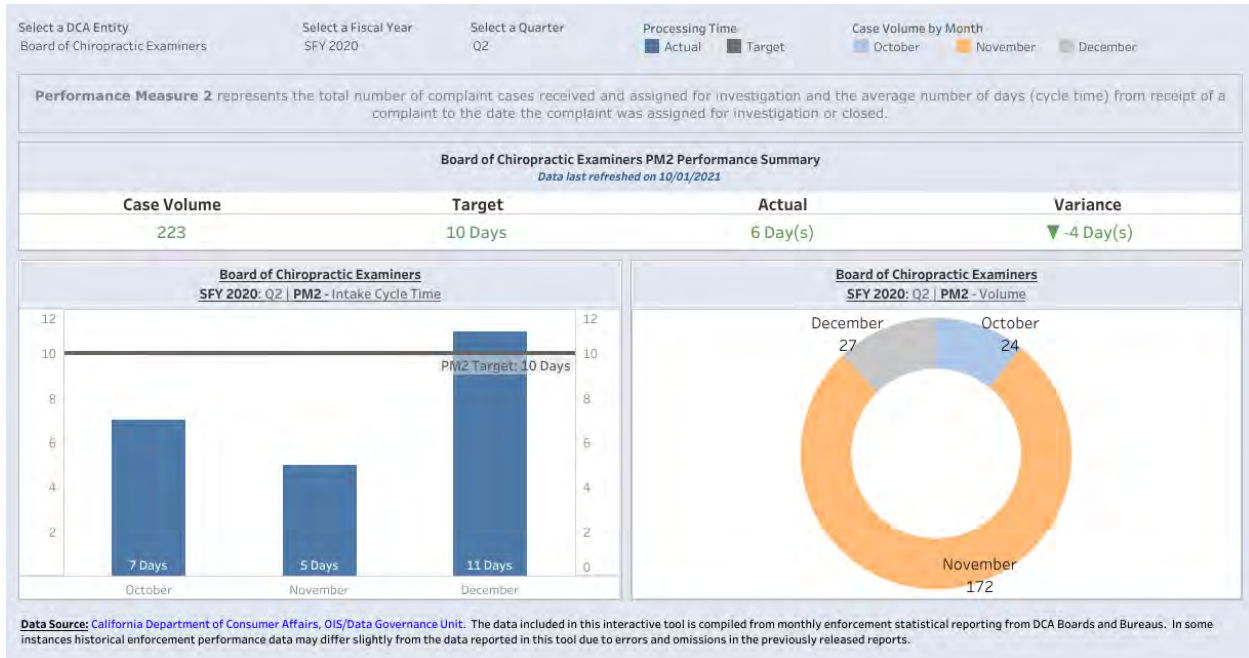 Select a DCA Entity
Board of Chiropractic Examiners
Select a Fiscal Year
SFY 2020
Select a Quarter
Q2
Processing Time
Actual
Target
Case Volume by Month
October
November
December
Performance Measure 2 represents the total number of complaint cases received and assigned for investigation and the average number of days (cycle time) from receipt of a
complaint to the date the complaint was assigned for investigation or closed.
Board of Chiropractic Examiners PM2 Performance Summary
Data last refreshed on 10/01/2021
Case Volume Target Actual Variance
223 10 Days 6 Day(s) ▼ -4 Day(s)
Board of Chiropractic Examiners
SFY 2020: Q2 | PM2 - Intake Cycle Time
12 12
10 10
PM2 Target: 10 Days
8 8
6 6
4 4
2 2
0
7 Days 5 Days 11 Days
October November December
Board of Chiropractic Examiners
SFY 2020: Q2 | PM2 - Volume
December
27
October
24
November
172
Data Source: California Department of Consumer Affairs, OIS/Data Governance Unit. The data included in this interactive tool is compiled from monthly enforcement statistical reporting from DCA Boards and Bureaus. In some
instances historical enforcement performance data may differ slightly from the data reported in this tool due to errors and omissions in the previously released reports.